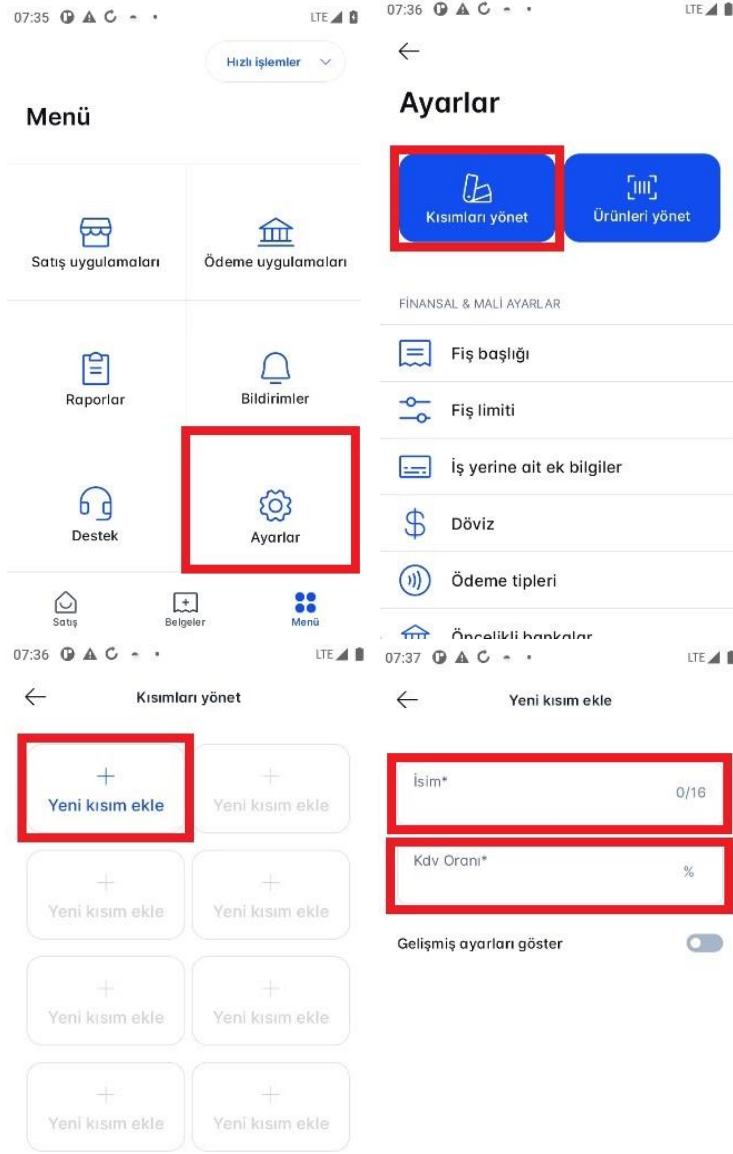 07:35 LTE
Hızlı işlemler
Menü
Satış uygulamaları
Ödeme uygulamaları
Raporlar
Bildirimler
Destek
Ayarlar
Satış
Belgeler
Menü
07:36 LTE
Ayarlar
Kısımları yönet
Ürünleri yönet
FİNANSAL & MALİ AYARLAR
Fiş başlığı
Fiş limiti
İş yerine ait ek bilgiler
Döviz
Ödeme tipleri
Öncelikli bankalar
07:36 LTE
Kısımları yönet
+
Yeni kısım ekle
+
Yeni kısım ekle
+
Yeni kısım ekle
+
Yeni kısım ekle
+
Yeni kısım ekle
+
Yeni kısım ekle
+
Yeni kısım ekle
+
Yeni kısım ekle
07:37 LTE
Yeni kısım ekle
İsim*
0/16
Kdv Oranı*
%
Gelişmiş ayarları göster